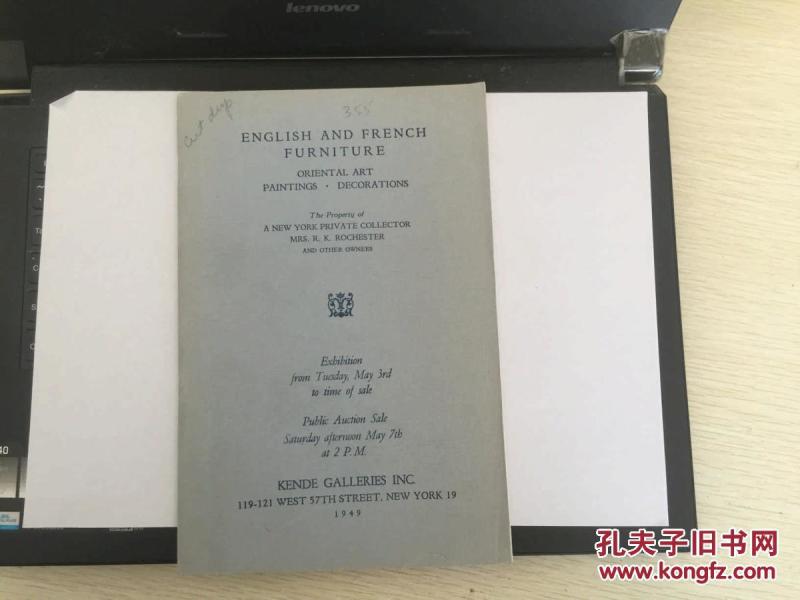 lenovo
355
ENGLISH AND FRENCH
FURNITURE
ORIENTAL ART
PAINTINGS · DECORATIONS
The Property of
A NEW YORK PRIVATE COLLECTOR
MRS. R. K. ROCHESTER
AND OTHER OWNERS
Exhibition
from Tuesday, May 3rd
to time of sale
Public Auction Sale
Saturday afternoon May 7th
at 2 P.M.
KENDE GALLERIES INC.
119-121 WEST 57TH STREET, NEW YORK 19
1949
孔夫子旧书网
www.kongfz.com